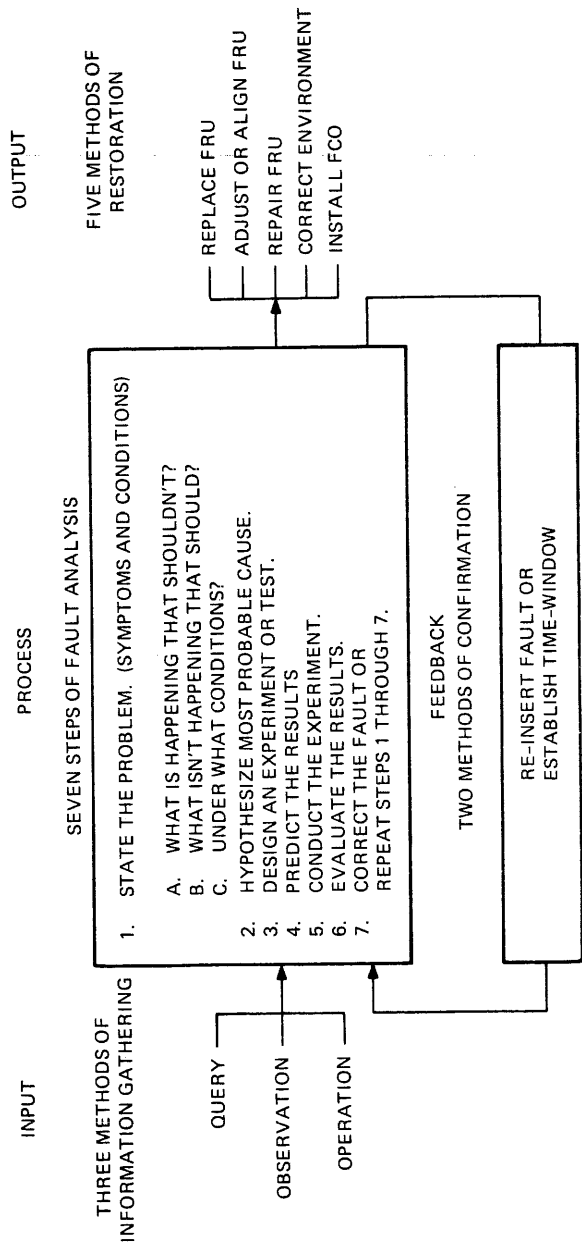 INPUT
THREE METHODS OF
INFORMATION GATHERING
QUERY
OBSERVATION
OPERATION
PROCESS
SEVEN STEPS OF FAULT ANALYSIS
1. STATE THE PROBLEM. (SYMPTOMS AND CONDITIONS)
A. WHAT IS HAPPENING THAT SHOULDN'T?
B. WHAT ISN'T HAPPENING THAT SHOULD?
C. UNDER WHAT CONDITIONS?
2. HYPOTHESIZE MOST PROBABLE CAUSE.
3. DESIGN AN EXPERIMENT OR TEST.
4. PREDICT THE RESULTS
5. CONDUCT THE EXPERIMENT.
6. EVALUATE THE RESULTS.
7. CORRECT THE FAULT OR
REPEAT STEPS 1 THROUGH 7.
FEEDBACK
TWO METHODS OF CONFIRMATION
RE-INSERT FAULT OR
ESTABLISH TIME-WINDOW
OUTPUT
FIVE METHODS OF
RESTORATION
REPLACE FRU
ADJUST OR ALIGN FRU
REPAIR FRU
CORRECT ENVIRONMENT
INSTALL FCO